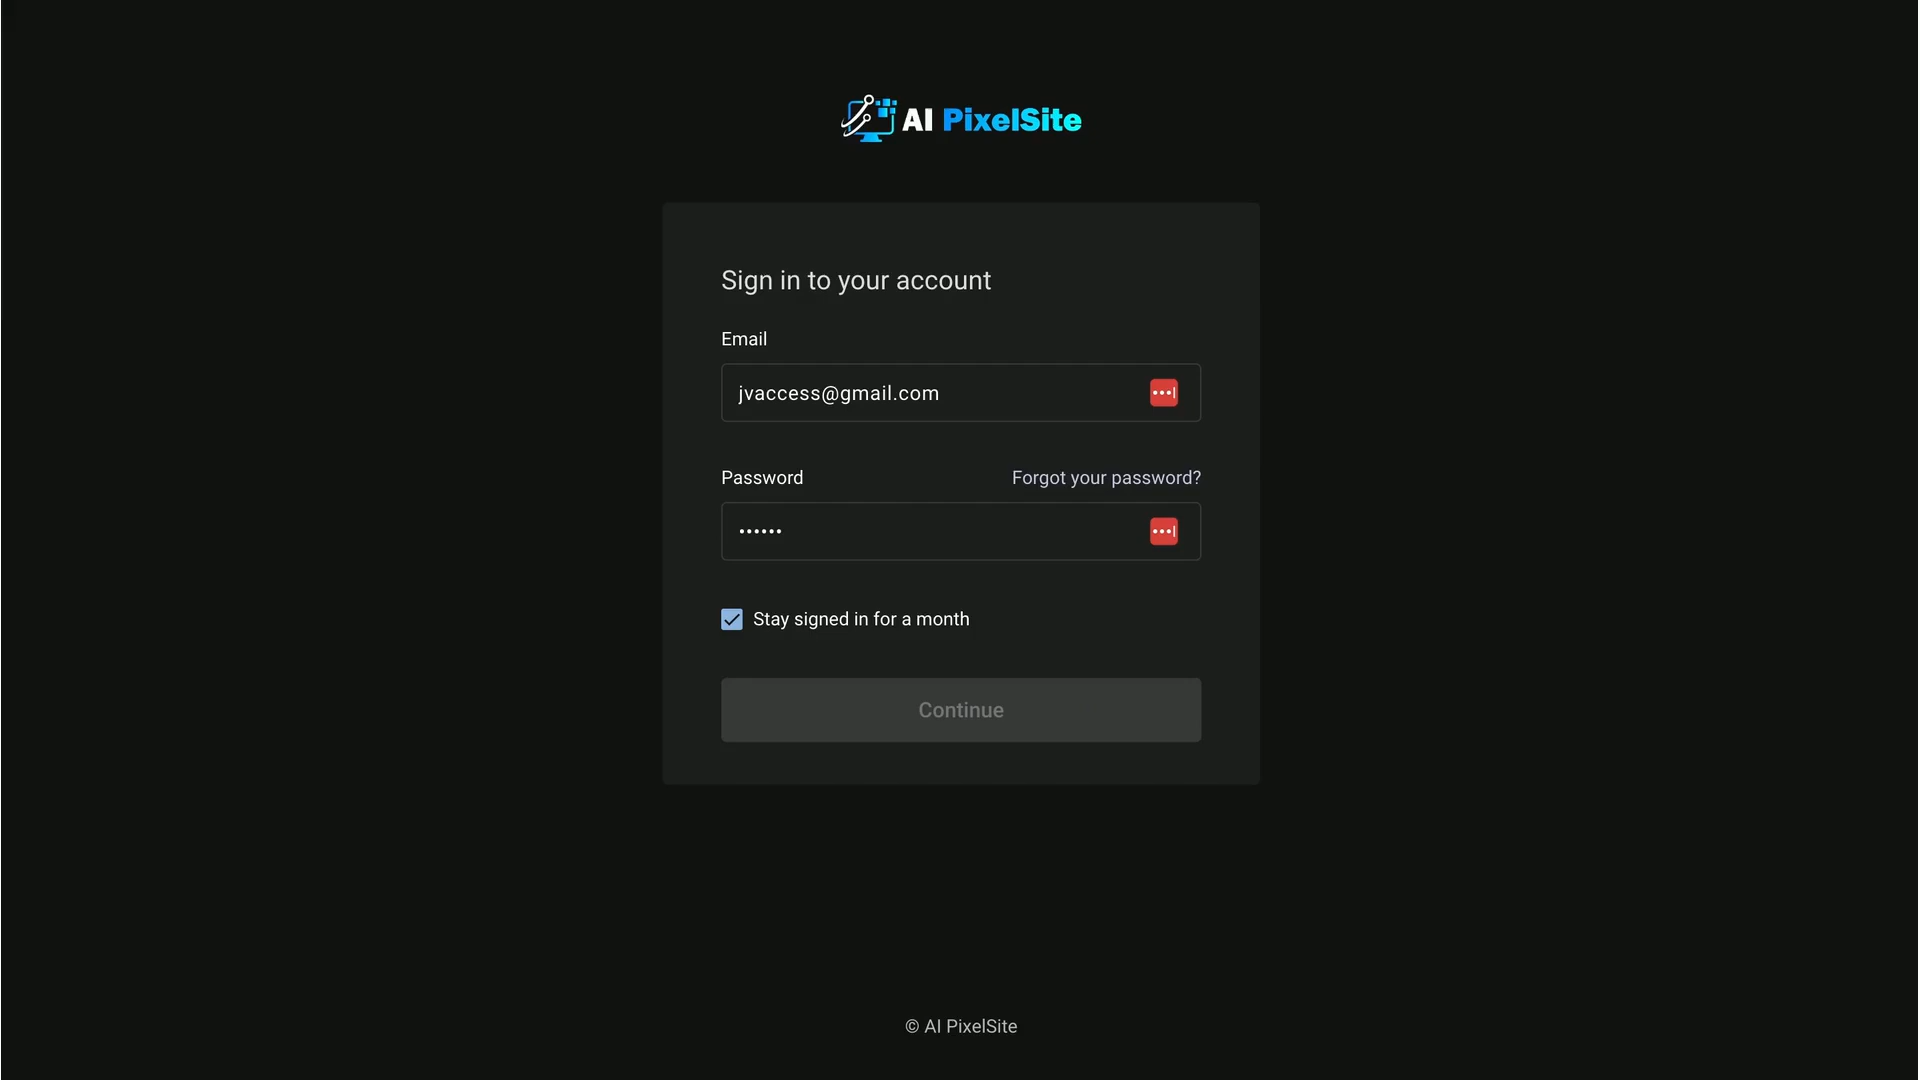 AI PixelSite
Sign in to your account
Email
jvaccess@gmail.com
Password
Forgot your password?
••••••
Stay signed in for a month
Continue
© AI PixelSite